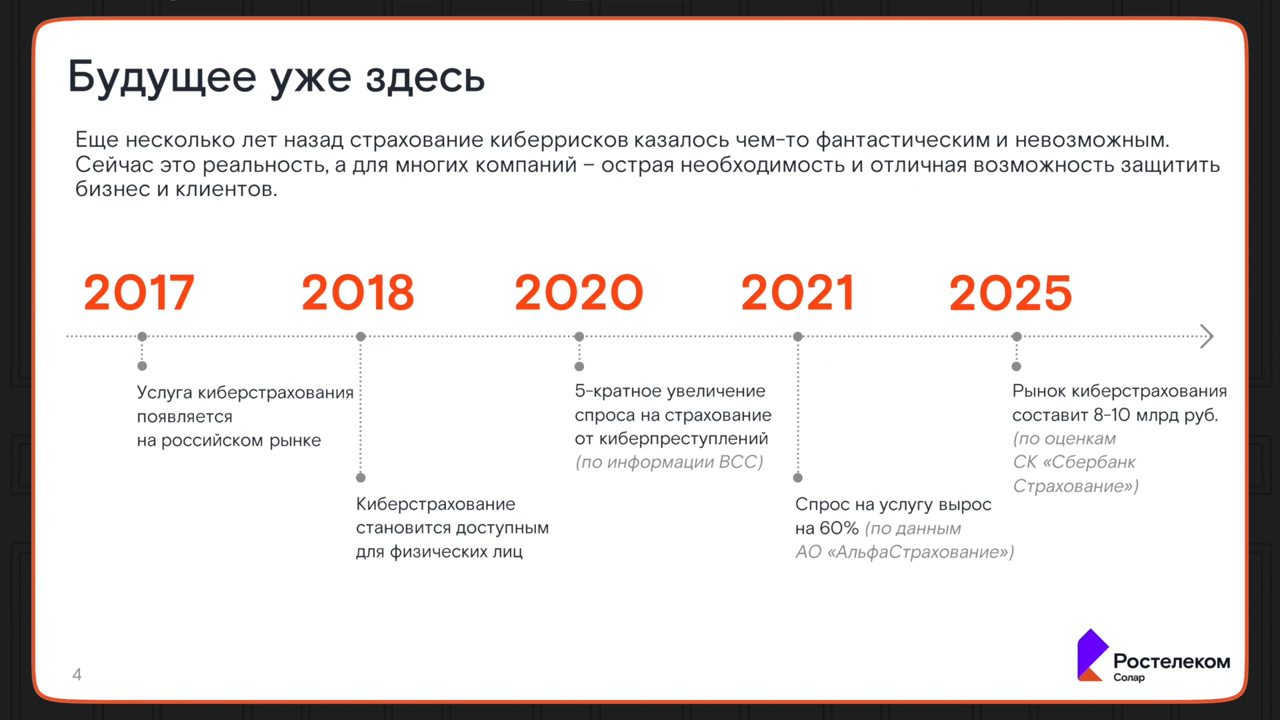 Будущее уже здесь
Еще несколько лет назад страхование киберрисков казалось чем-то фантастическим и невозможным.
Сейчас это реальность, а для многих компаний – острая необходимость и отличная возможность защитить
бизнес и клиентов.
2017
Услуга киберстрахования
появляется
на российском рынке
2018
Киберстрахование
становится доступным
для физических лиц
2020
5-кратное увеличение
спроса на страхование
от киберпреступлений
(по информации ВСС)
2021
Спрос на услугу вырос
на 60% (по данным
АО «АльфаСтрахование»)
2025
Рынок киберстрахования
составит 8-10 млрд руб.
(по оценкам
СК «Сбербанк
Страхование»)
4
Ростелеком
Солар